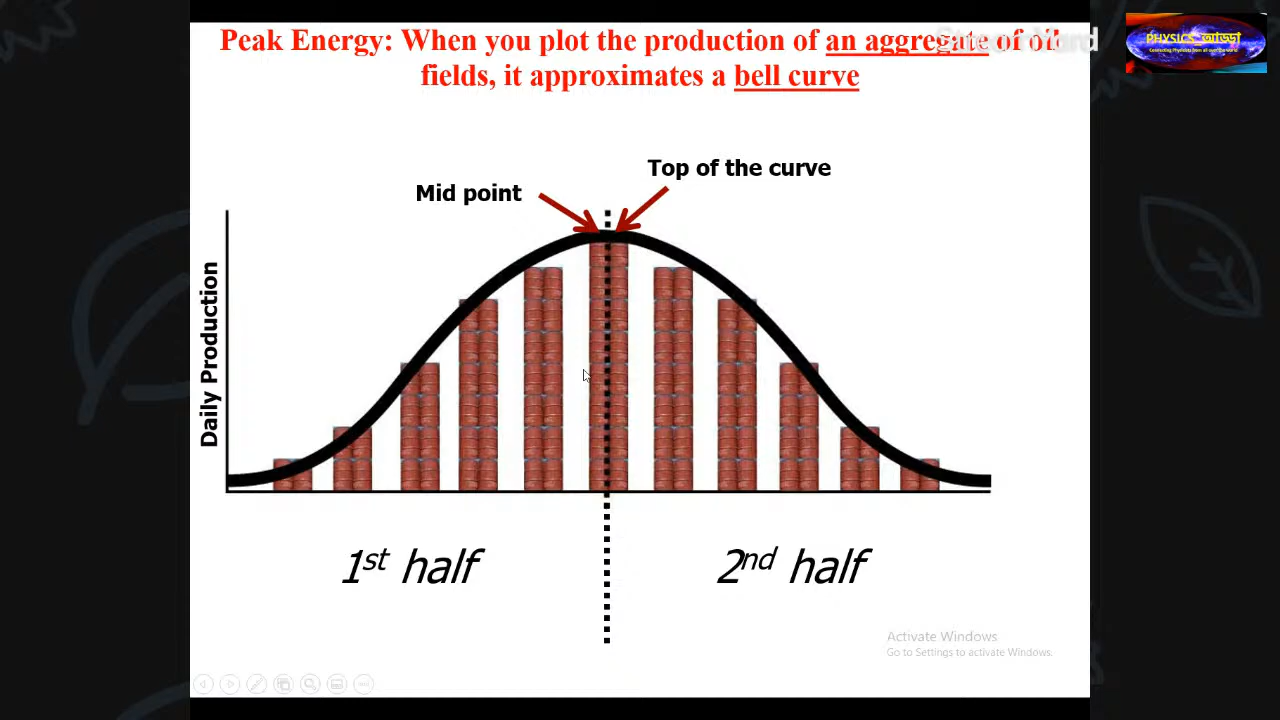 Peak Energy: When you plot the production of an aggregate of oil
fields, it approximates a bell curve
PHYSICS_আড্ডা
Top of the curve
Mid point
Daily Production
1st half
2nd half
Activate Windows
Go to Settings to activate Windows.